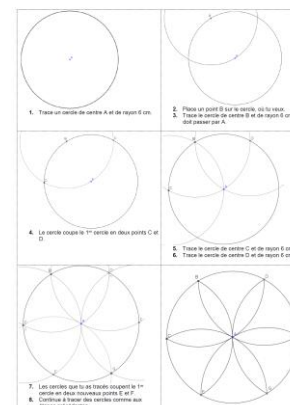 1. Trace un cercle de centre A et de rayon 6 cm.
2. Place un point B sur le cercle, où tu veux.
3. Trace le cercle de centre B et de rayon 6 cm
doit passer par A.
4. Le cercle coupe le 1er cercle en deux points C et
D.
5. Trace le cercle de centre C et de rayon 6 c
6. Trace le cercle de centre D et de rayon 6 c
7. Les cercles que tu as tracés coupent le 1er
cercle en deux nouveaux points E et F.
8. Continue à tracer des cercles comme aux